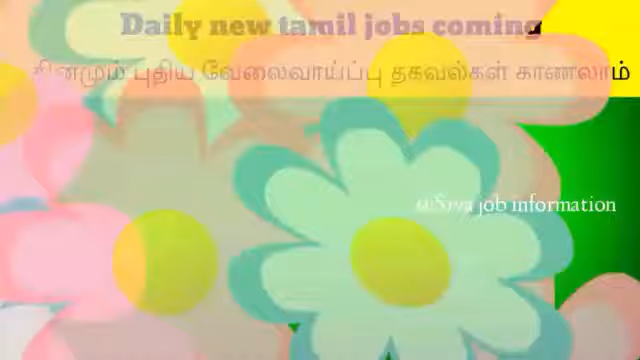 Daily new tamil jobs coming
தினமும் புதிய வேலைவாய்ப்பு தகவல்கள் காணலாம்
job information